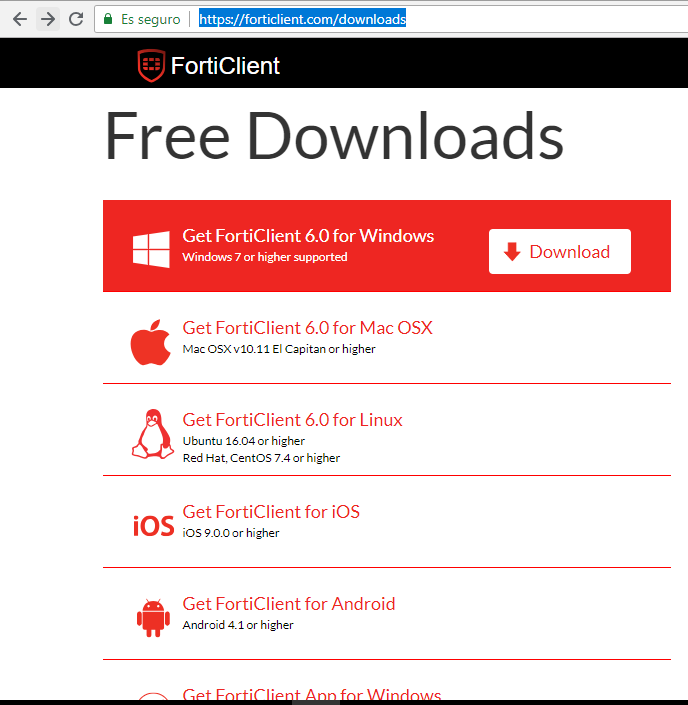 Es seguro | https://forticlient.com/downloads
FortiClient
Free Downloads
Get FortiClient 6.0 for Windows
Windows 7 or higher supported
Download
Get FortiClient 6.0 for Mac OSX
Mac OSX v10.11 El Capitan or higher
Get FortiClient 6.0 for Linux
Ubuntu 16.04 or higher
Red Hat, CentOS 7.4 or higher
iOS
Get FortiClient for iOS
iOS 9.0.0 or higher
Get FortiClient for Android
Android 4.1 or higher
Get FortiClient App for Windows